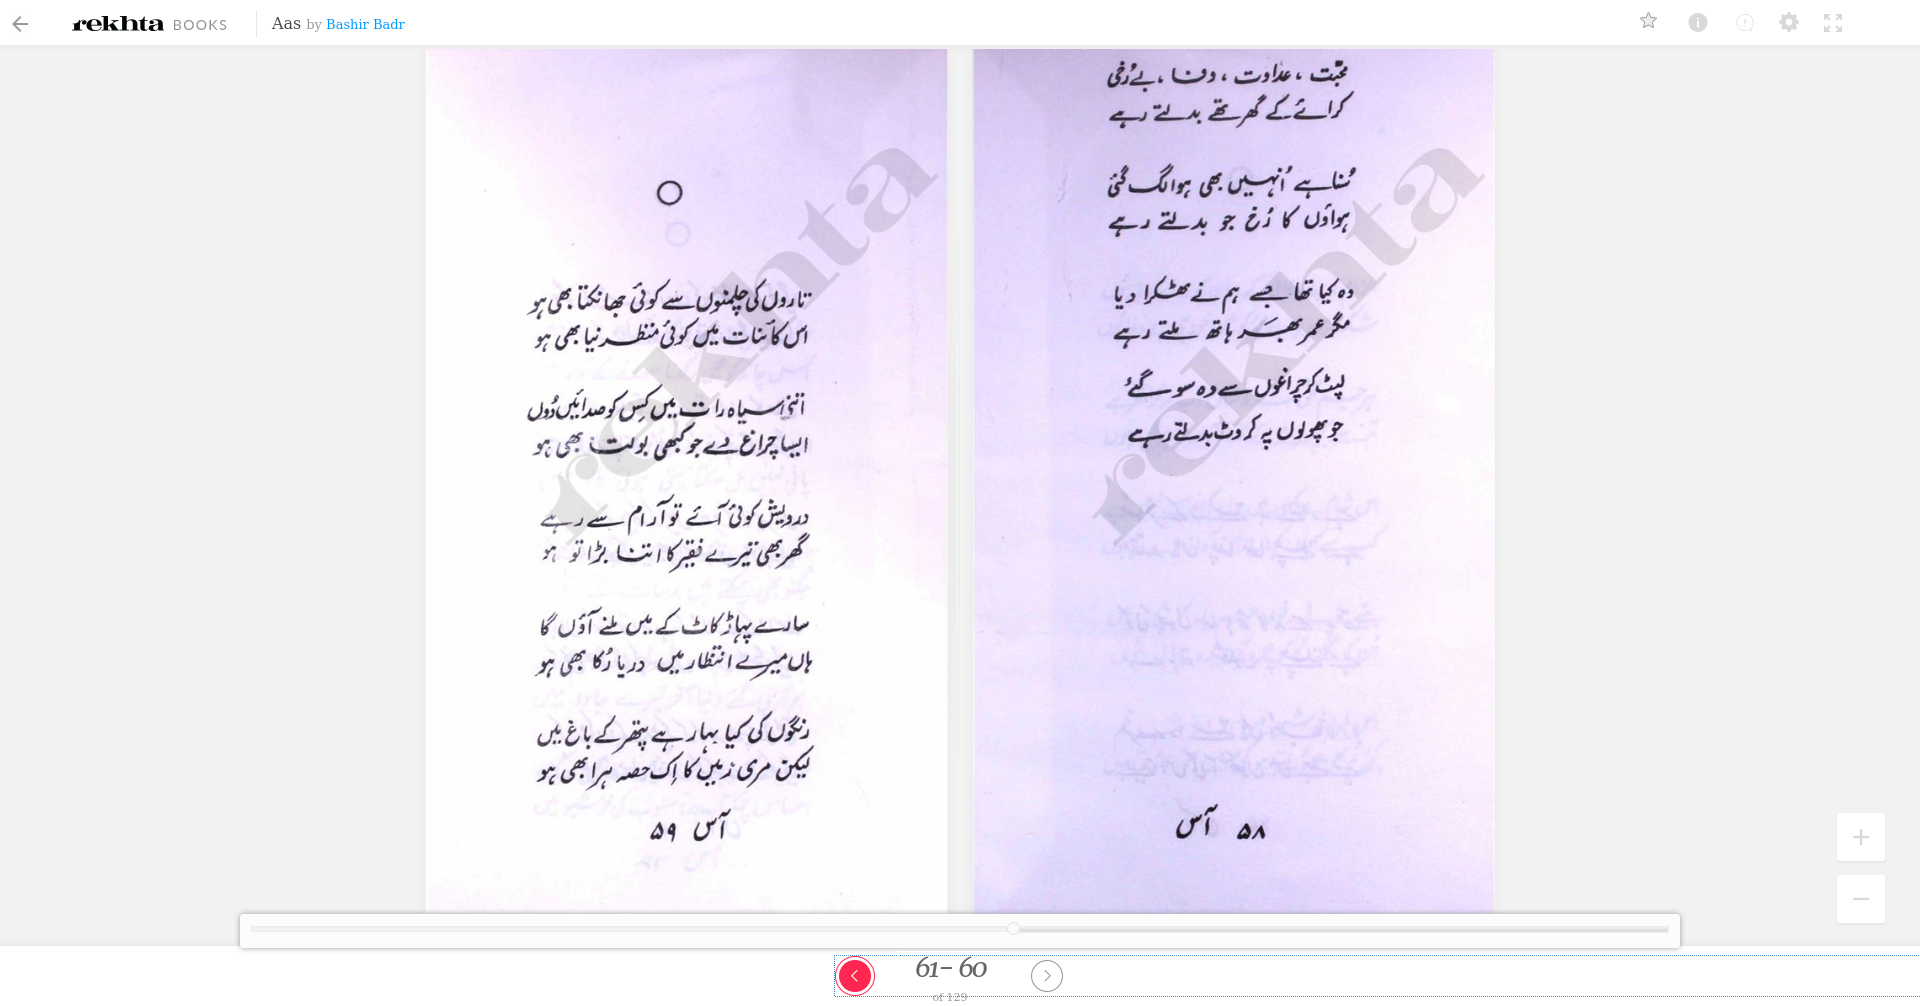 rekhta BOOKS Aas by Bashir Badr
محبّت ، عداوت ، وفا ، بے رُخی
کرائے کے گھر تھے بدلتے رہے
سُنا ہے اُنہیں بھی ہوا لگ گئی
ہواؤں کا رُخ جو بدلتے رہے
وہ کیا تھا جسے ہم نے ٹھکرا دیا
مگر عمر بھر ہاتھ ملتے رہے
لپٹ کر چراغوں سے وہ سو گئے
جو پھولوں پہ کروٹ بدلتے رہے
۵۸ آس
تاروں کی چلمنوں سے کوئی جھانکتا بھی ہو
اس کائنات میں کوئی منظر نیا بھی ہو
اتنی سیاہ رات میں کس کو صدائیں دُوں
ایسا چراغ دے جو کبھی بولتا بھی ہو
درویش کوئی آئے تو آرام سے رہے
گھر بھی تیرے فقیر کا اتنا بڑا تو ہو
سارے پہاڑ کاٹ کے میں ملنے آؤں گا
ہاں میرے انتظار میں دریا رُکا بھی ہو
رنگوں کی کیا بہار ہے پتھر کے باغ میں
لیکن مری زمیں کا اِک حصہ ہرا بھی ہو
آس ۵۹
rekhta
rekhta
61- 60
of 129